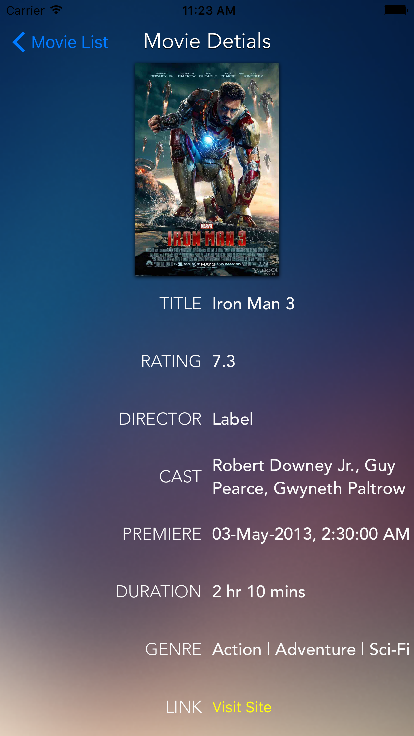 Carrier 11:23 AM
Movie List Movie Detials
MARVEL
IRON MAN 3
YAHOO!
TITLE Iron Man 3
RATING 7.3
DIRECTOR Label
CAST Robert Downey Jr., Guy
Pearce, Gwyneth Paltrow
PREMIERE 03-May-2013, 2:30:00 AM
DURATION 2 hr 10 mins
GENRE Action | Adventure | Sci-Fi
LINK Visit Site